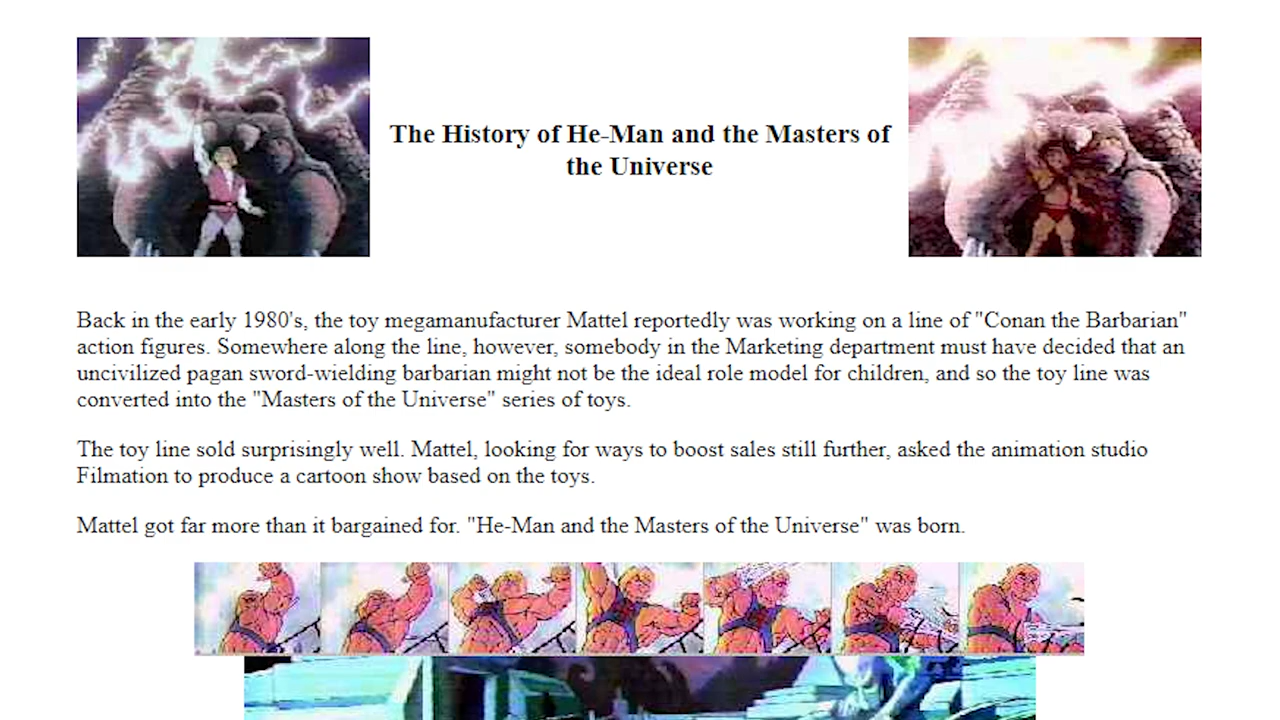 The History of He-Man and the Masters of
the Universe
Back in the early 1980's, the toy megamanufacturer Mattel reportedly was working on a line of "Conan the Barbarian"
action figures. Somewhere along the line, however, somebody in the Marketing department must have decided that an
uncivilized pagan sword-wielding barbarian might not be the ideal role model for children, and so the toy line was
converted into the "Masters of the Universe" series of toys.
The toy line sold surprisingly well. Mattel, looking for ways to boost sales still further, asked the animation studio
Filmation to produce a cartoon show based on the toys.
Mattel got far more than it bargained for. "He-Man and the Masters of the Universe" was born.